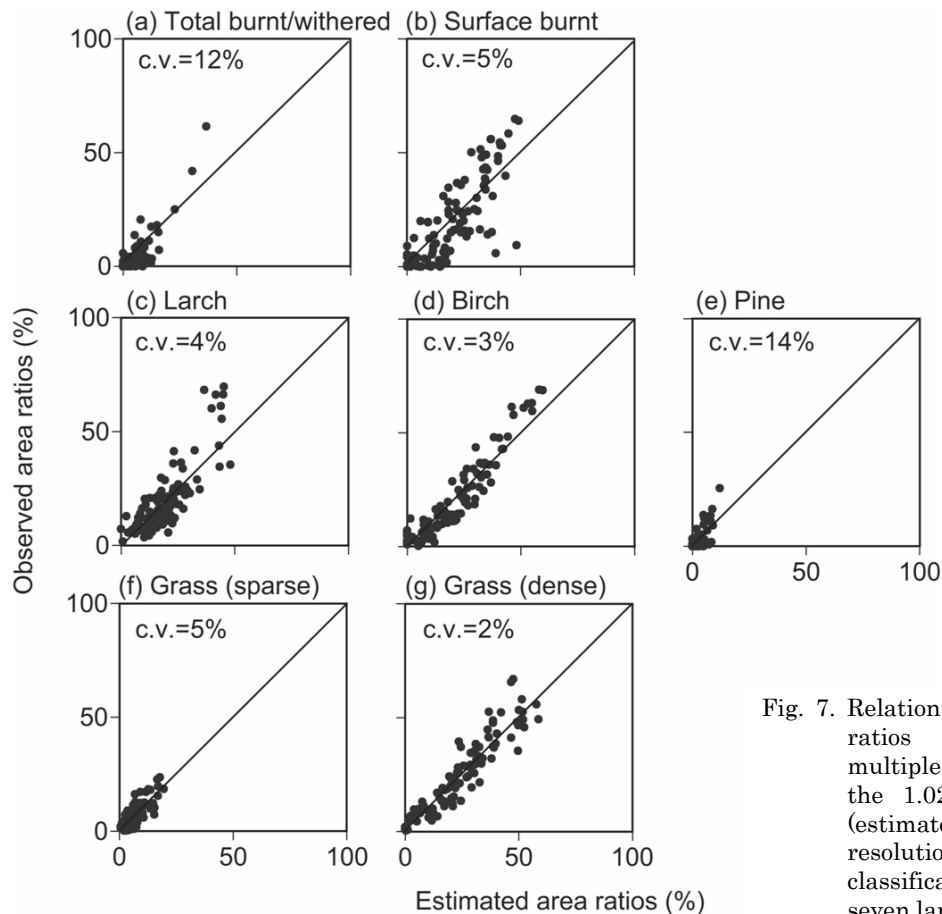 (a) Total burnt/withered
(b) Surface burnt
100
c.v.=12%
c.v.=5%
50
0
(c) Larch
(d) Birch
(e) Pine
100
c.v.=4%
c.v.=3%
c.v.=14%
50
0
0
50
100
(f) Grass (sparse)
(g) Grass (dense)
100
c.v.=5%
c.v.=2%
50
0
0
50
100
0
50
100
Observed area ratios (%)
Estimated area ratios (%)
Fig. 7. Relations
ratios
multiple
the 1.02
(estimate
resolution
classifica
seven lan